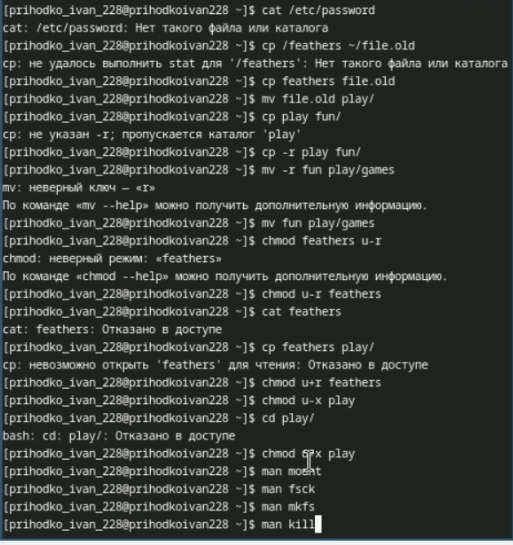 [prihodko_ivan_228@prihodkoivan228 ~]$ cat /etc/password
cat: /etc/password: Нет такого файла или каталога
[prihodko_ivan_228@prihodkoivan228 ~]$ cp /feathers ~/file.old
cp: не удалось выполнить stat для '/feathers': Нет такого файла или каталога
[prihodko_ivan_228@prihodkoivan228 ~]$ cp feathers file.old
[prihodko_ivan_228@prihodkoivan228 ~]$ mv file.old play/
[prihodko_ivan_228@prihodkoivan228 ~]$ cp play fun/
cp: не указан -r; пропускается каталог 'play'
[prihodko_ivan_228@prihodkoivan228 ~]$ cp -r play fun/
[prihodko_ivan_228@prihodkoivan228 ~]$ mv -r fun play/games
mv: неверный ключ — «r»
По команде «mv --help» можно получить дополнительную информацию.
[prihodko_ivan_228@prihodkoivan228 ~]$ mv fun play/games
[prihodko_ivan_228@prihodkoivan228 ~]$ chmod feathers u-r
chmod: неверный режим: «feathers»
По команде «chmod --help» можно получить дополнительную информацию.
[prihodko_ivan_228@prihodkoivan228 ~]$ chmod u-r feathers
[prihodko_ivan_228@prihodkoivan228 ~]$ cat feathers
cat: feathers: Отказано в доступе
[prihodko_ivan_228@prihodkoivan228 ~]$ cp feathers play/
cp: невозможно открыть 'feathers' для чтения: Отказано в доступе
[prihodko_ivan_228@prihodkoivan228 ~]$ chmod u+r feathers
[prihodko_ivan_228@prihodkoivan228 ~]$ chmod u-x play
[prihodko_ivan_228@prihodkoivan228 ~]$ cd play/
bash: cd: play/: Отказано в доступе
[prihodko_ivan_228@prihodkoivan228 ~]$ chmod play
[prihodko_ivan_228@prihodkoivan228 ~]$ man mount
[prihodko_ivan_228@prihodkoivan228 ~]$ man fsck
[prihodko_ivan_228@prihodkoivan228 ~]$ man mkfs
[prihodko_ivan_228@prihodkoivan228 ~]$ man kill